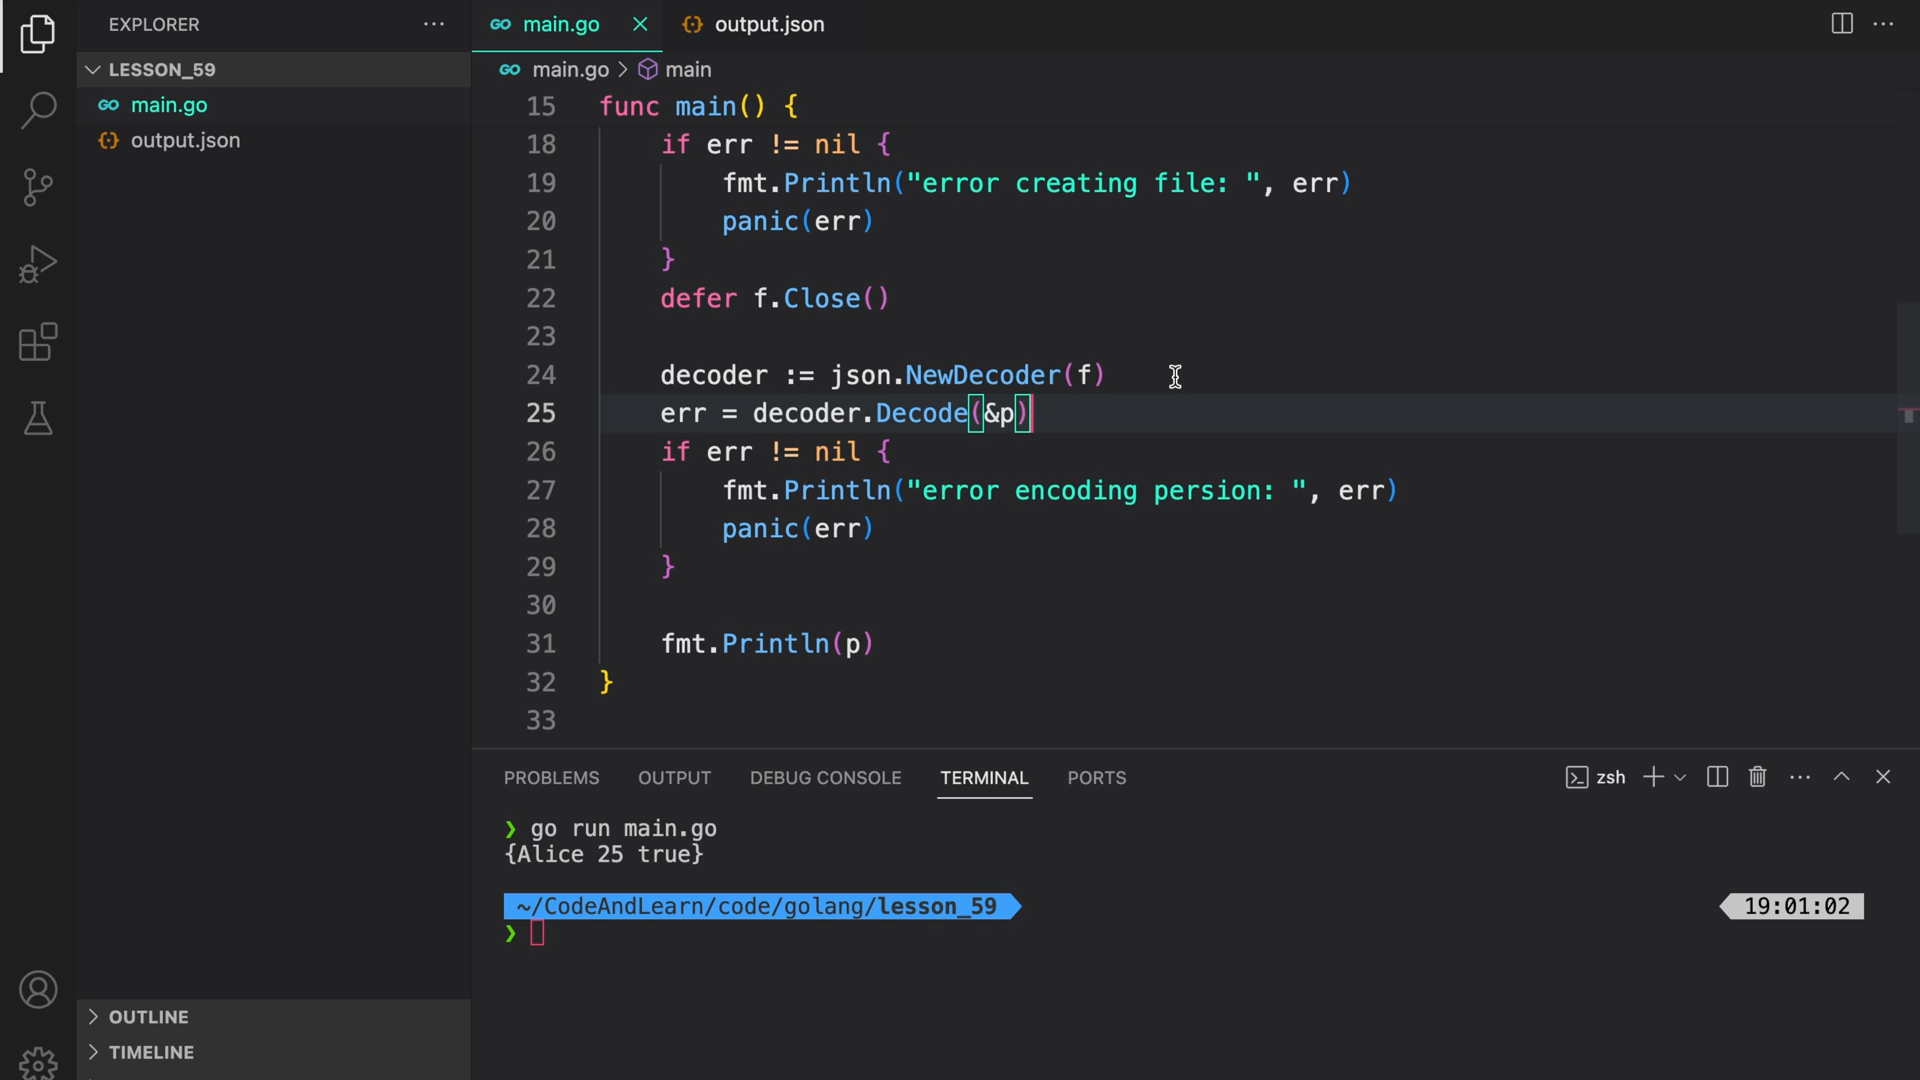 EXPLORER
LESSON_59
main.go
output.json
OUTLINE
TIMELINE
main.go
output.json
main.go > main
15 func main() {
18 if err != nil {
19 fmt.Println("error creating file: ", err)
20 panic(err)
21 }
22 defer f.Close()
23
24 decoder := json.NewDecoder(f)
25 err = decoder.Decode(&p)
26 if err != nil {
27 fmt.Println("error encoding persion: ", err)
28 panic(err)
29 }
30
31 fmt.Println(p)
32 }
33
PROBLEMS OUTPUT DEBUG CONSOLE TERMINAL PORTS zsh
❯ go run main.go
{Alice 25 true}
~/CodeAndLearn/code/golang/lesson_59 19:01:02
❯